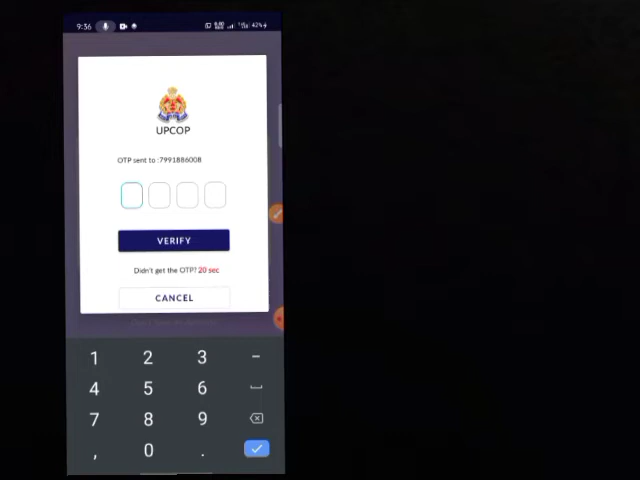 9:36
42%
UPCOP
OTP sent to :7991886008
VERIFY
Didn't get the OTP? 20 sec
CANCEL
1 2 3 -
4 5 6
7 8 9
, 0 .